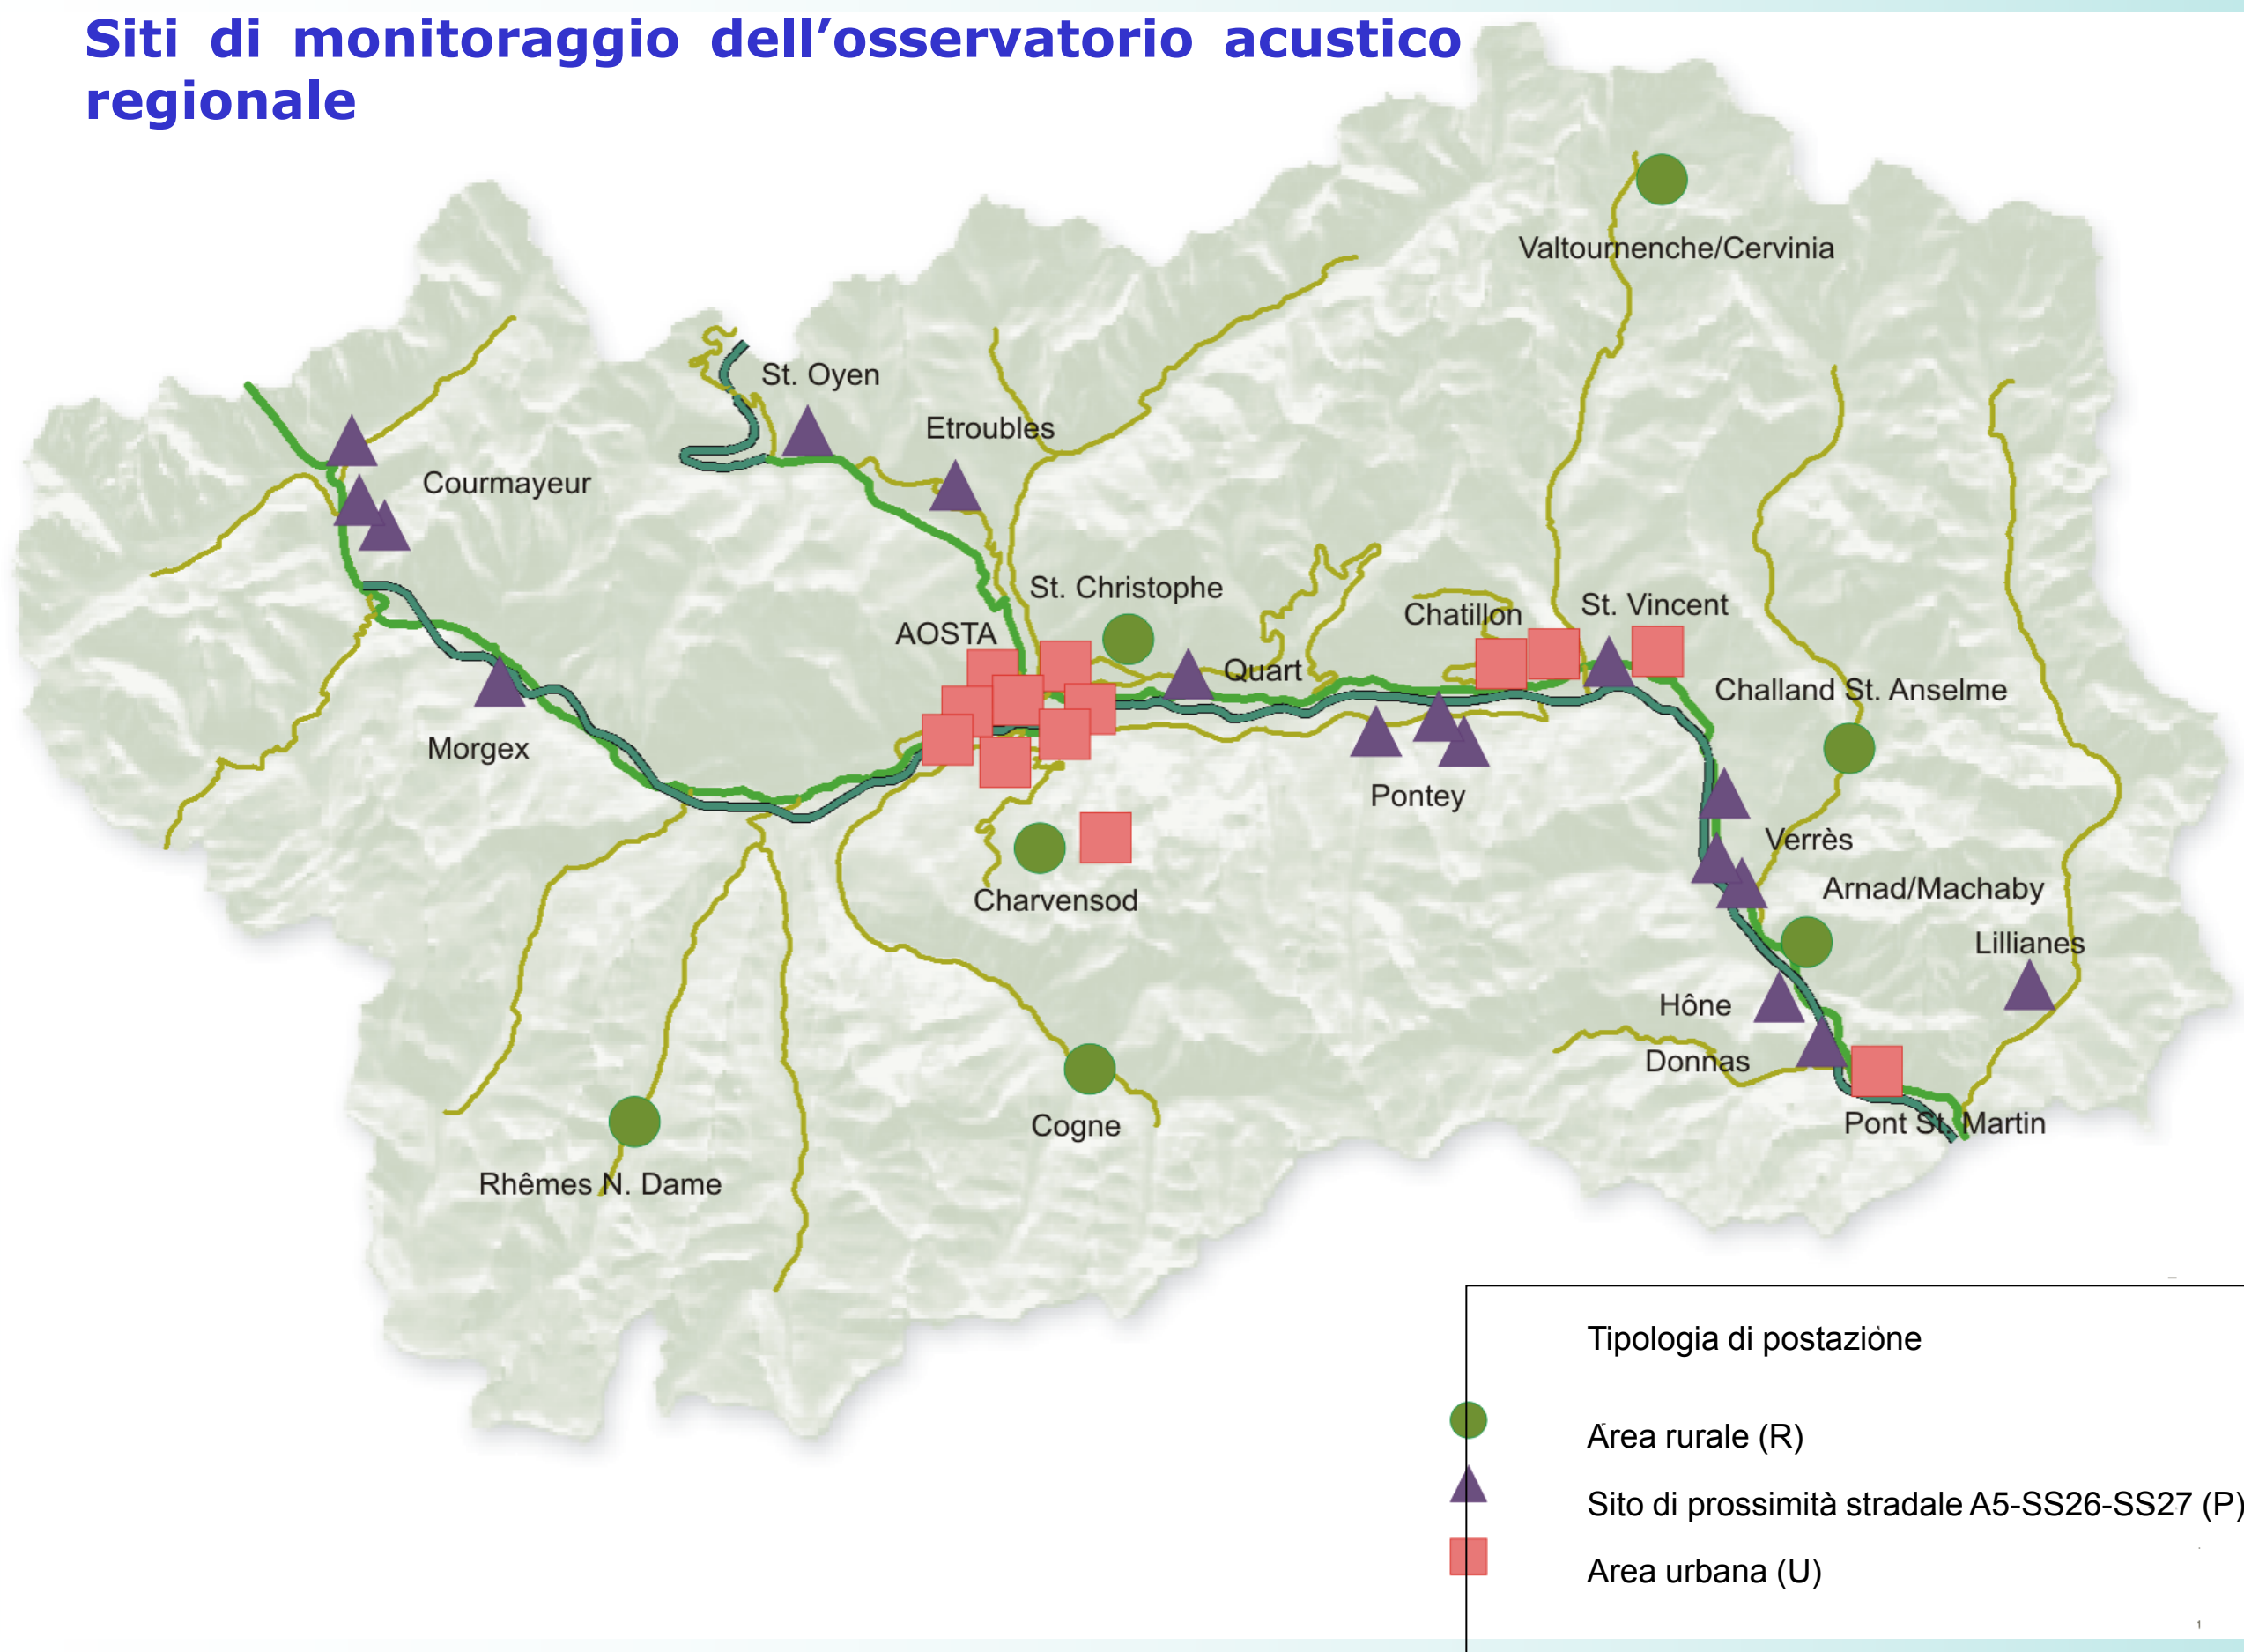 Siti di monitoraggio dell’osservatorio acustico
regionale
Valtournenche/Cervinia
St. Oyen
Etroubles
Courmayeur
St. Christophe
Chatillon
St. Vincent
AOSTA
Quart
Challand St. Anselme
Morgex
Pontey
Verrès
Arnad/Machaby
Charvensod
Lillianes
Hône
Donnas
Cogne
Pont St. Martin
Rhêmes N. Dame
Tipologia di postazione
Area rurale (R)
Sito di prossimità stradale A5-SS26-SS27 (P)
Area urbana (U)
1